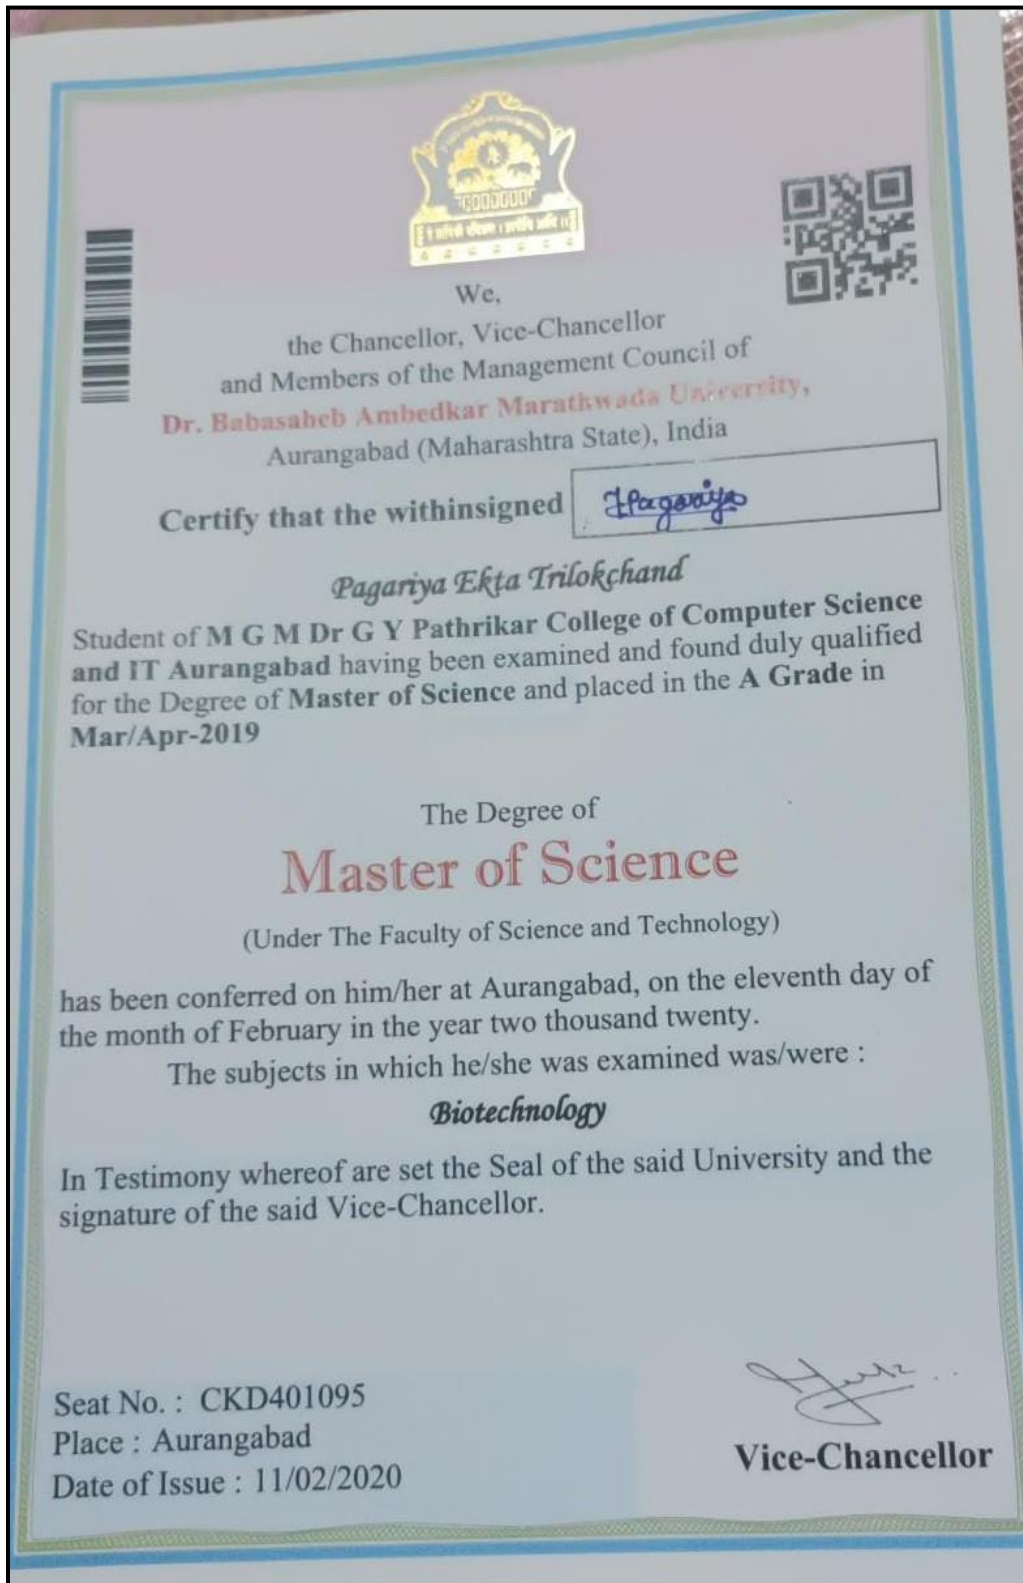 We,
the Chancellor, Vice-Chancellor
and Members of the Management Council of
Dr. Babasaheb Ambedkar Marathwada University,
Aurangabad (Maharashtra State), India
Certify that the withinsigned
Pagariya
Pagariya Ekta Trilokchand
Student of M G M Dr G Y Pathrikar College of Computer Science
and IT Aurangabad having been examined and found duly qualified
for the Degree of Master of Science and placed in the A Grade in
Mar/Apr-2019
The Degree of
Master of Science
(Under The Faculty of Science and Technology)
has been conferred on him/her at Aurangabad, on the eleventh day of
the month of February in the year two thousand twenty.
The subjects in which he/she was examined was/were :
Biotechnology
In Testimony whereof are set the Seal of the said University and the
signature of the said Vice-Chancellor.
Seat No. : CKD401095
Place : Aurangabad
Date of Issue : 11/02/2020
Vice-Chancellor